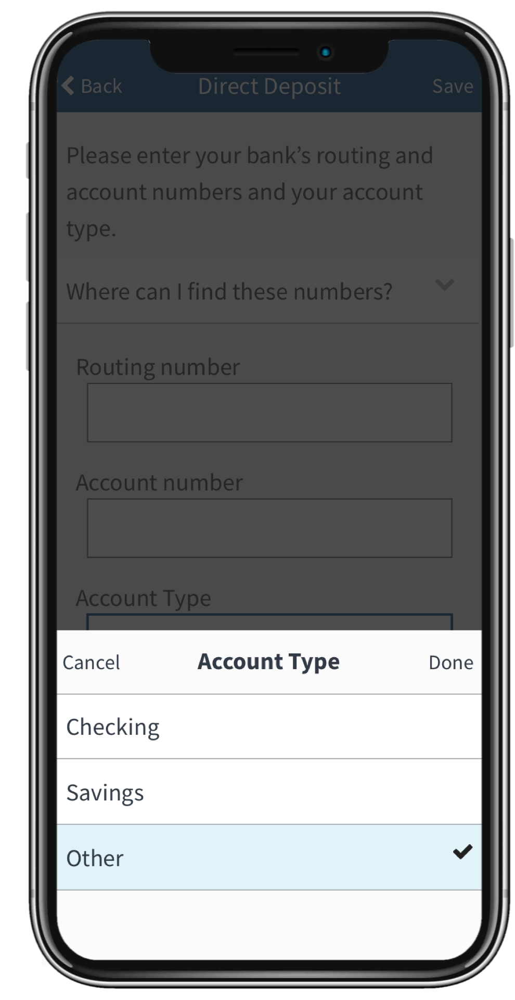 Back Direct Deposit Save
Please enter your bank’s routing and
account numbers and your account
type.
Where can I find these numbers?
Routing number
Account number
Account Type
Cancel Account Type Done
Checking
Savings
Other